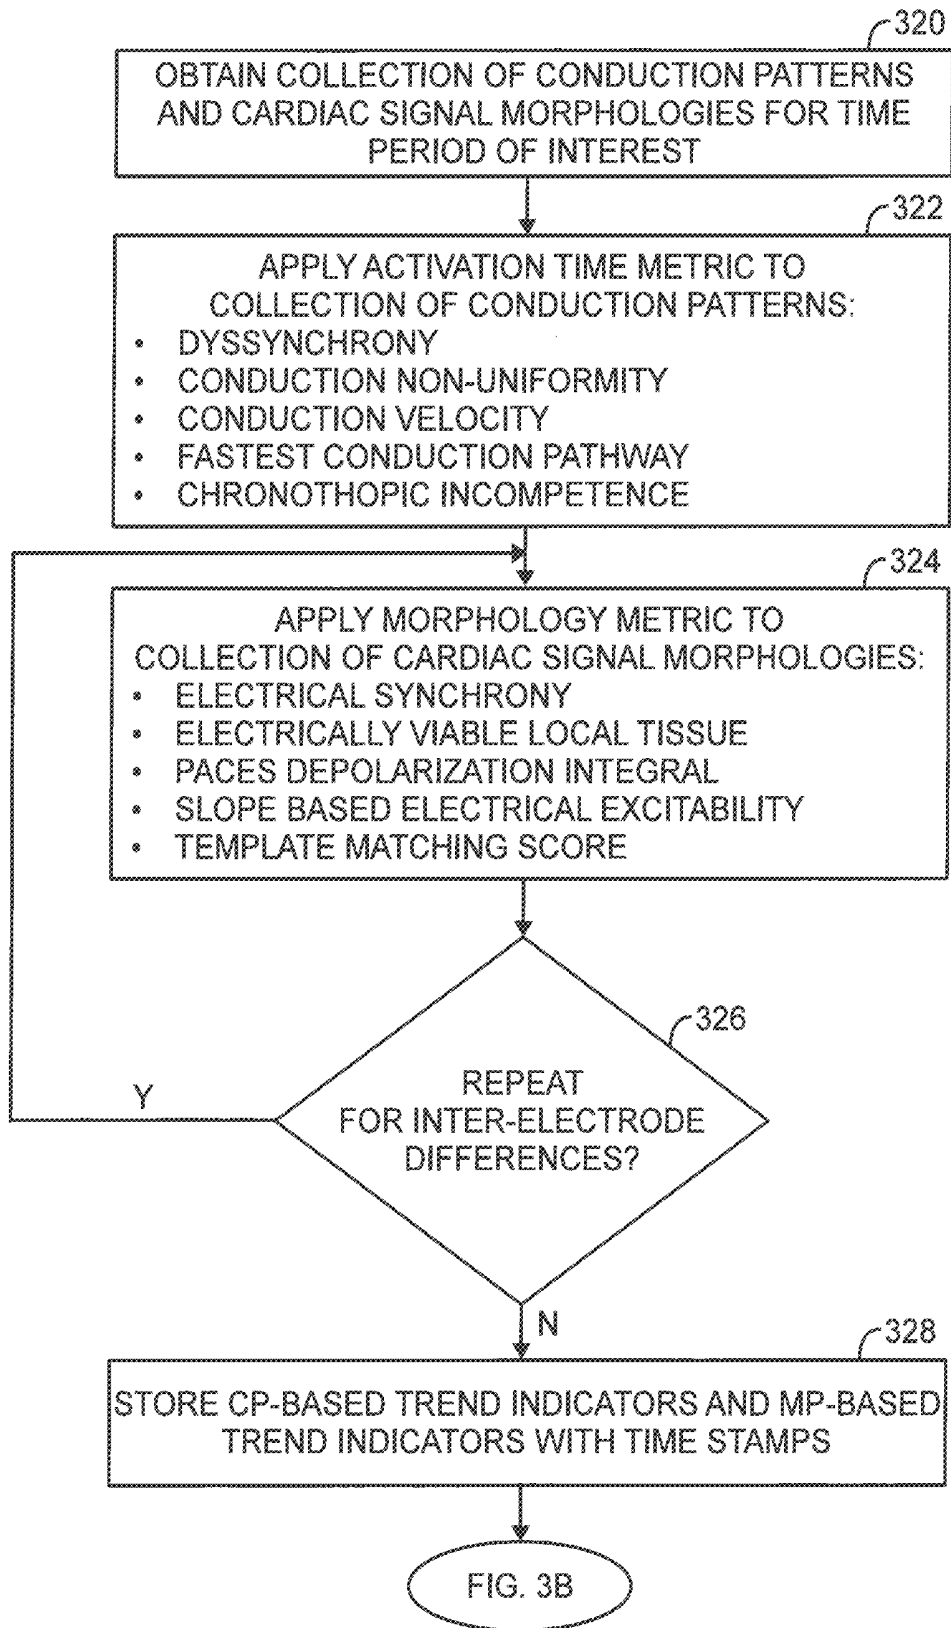 320
OBTAIN COLLECTION OF CONDUCTION PATTERNS
AND CARDIAC SIGNAL MORPHOLOGIES FOR TIME
PERIOD OF INTEREST
322
APPLY ACTIVATION TIME METRIC TO
COLLECTION OF CONDUCTION PATTERNS:
• DYSSYNCHRONY
• CONDUCTION NON-UNIFORMITY
• CONDUCTION VELOCITY
• FASTEST CONDUCTION PATHWAY
• CHRONOTHOPIC INCOMPETENCE
324
APPLY MORPHOLOGY METRIC TO
COLLECTION OF CARDIAC SIGNAL MORPHOLOGIES:
• ELECTRICAL SYNCHRONY
• ELECTRICALLY VIABLE LOCAL TISSUE
• PACES DEPOLARIZATION INTEGRAL
• SLOPE BASED ELECTRICAL EXCITABILITY
• TEMPLATE MATCHING SCORE
326
REPEAT
FOR INTER-ELECTRODE
DIFFERENCES?
Y
N
328
STORE CP-BASED TREND INDICATORS AND MP-BASED
TREND INDICATORS WITH TIME STAMPS
FIG. 3B